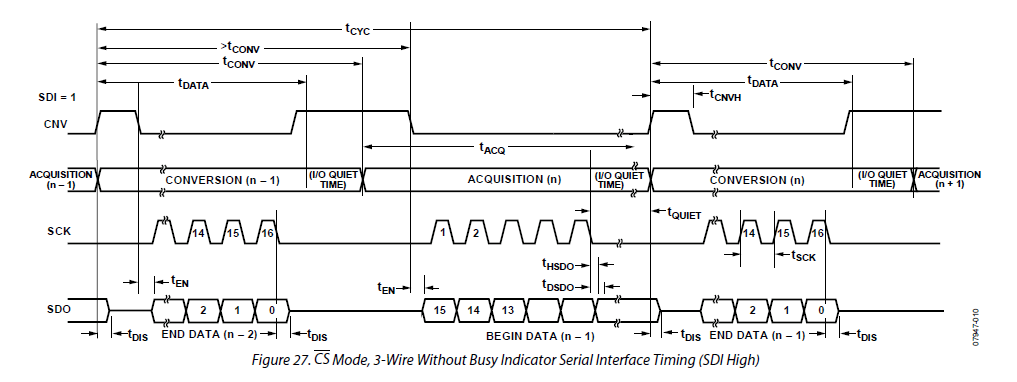 tCYC
>tCONV
tCONV tCONV
tDATA tDATA
SDI = 1 tCNVH
CNV
tACQ
ACQUISITION (n – 1) CONVERSION (n – 1) (I/O QUIET TIME) ACQUISITION (n) (I/O QUIET TIME) CONVERSION (n) (I/O QUIET TIME) ACQUISITION (n + 1)
tQUIET
SCK 14 15 16 1 2 14 15 16
tHSDO tSCK
tEN tEN tDSDO
SDO 2 1 0 15 14 13 2 1 0
tDIS END DATA (n – 2) tDIS BEGIN DATA (n – 1) tDIS END DATA (n – 1) tDIS
07947-010
Figure 27. CS Mode, 3-Wire Without Busy Indicator Serial Interface Timing (SDI High)